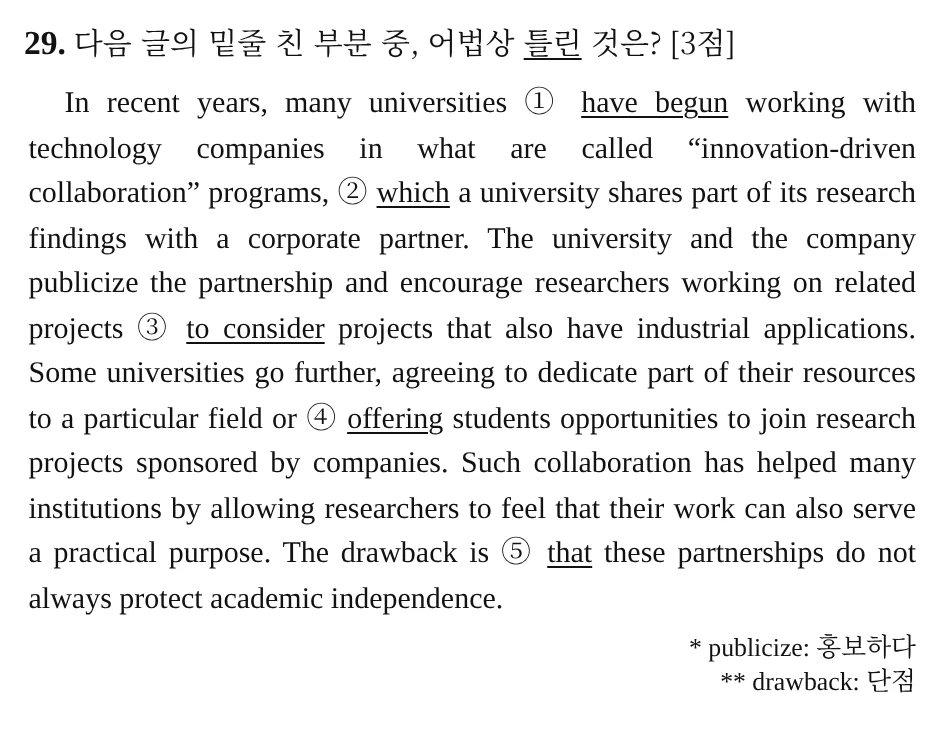 29. 다음 글의 밑줄 친 부분 중, 어법상 틀린 것은? [3점]
In recent years, many universities ① have begun working with
technology companies in what are called “innovation-driven
collaboration” programs, ② which a university shares part of its research
findings with a corporate partner. The university and the company
publicize the partnership and encourage researchers working on related
projects ③ to consider projects that also have industrial applications.
Some universities go further, agreeing to dedicate part of their resources
to a particular field or ④ offering students opportunities to join research
projects sponsored by companies. Such collaboration has helped many
institutions by allowing researchers to feel that their work can also serve
a practical purpose. The drawback is ⑤ that these partnerships do not
always protect academic independence.
* publicize: 홍보하다
** drawback: 단점